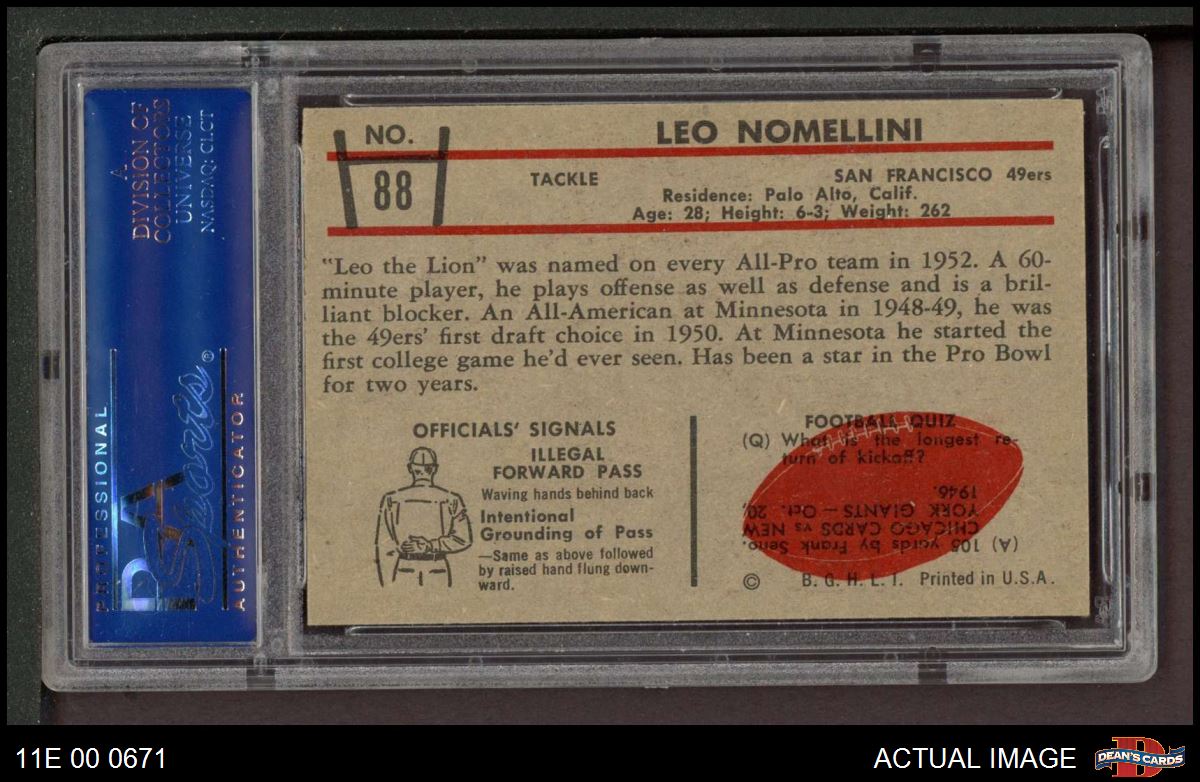 NO.
88
LEO NOMELLINI
TACKLE
SAN FRANCISCO 49ers
Residence: Palo Alto, Calif.
Age: 28; Height: 6-3; Weight: 262
"Leo the Lion" was named on every All-Pro team in 1952. A 60-
minute player, he plays offense as well as defense and is a bril-
liant blocker. An All-American at Minnesota in 1948-49, he was
the 49ers' first draft choice in 1950. At Minnesota he started the
first college game he'd ever seen. Has been a star in the Pro Bowl
for two years.
OFFICIALS' SIGNALS
ILLEGAL
FORWARD PASS
Waving hands behind back
Intentional
Grounding of Pass
—Same as above followed
by raised hand flung down-
ward.
FOOTBALL QUIZ
(Q) What is the longest re-
turn of kickoff?
(A) 105 yards by Frank Seno.
CHICAGO CARDS vs NEW
YORK GIANTS — Oct. 20,
1946.
© B. G. H. L. I. Printed in U.S.A.
A
DIVISION OF
COLLECTORS
UNIVERSE
NASDAQ: CLCT
PROFESSIONAL
PSA
Sports®
AUTHENTICATOR
11E 00 0671
ACTUAL IMAGE
D
DEAN'S CARDS